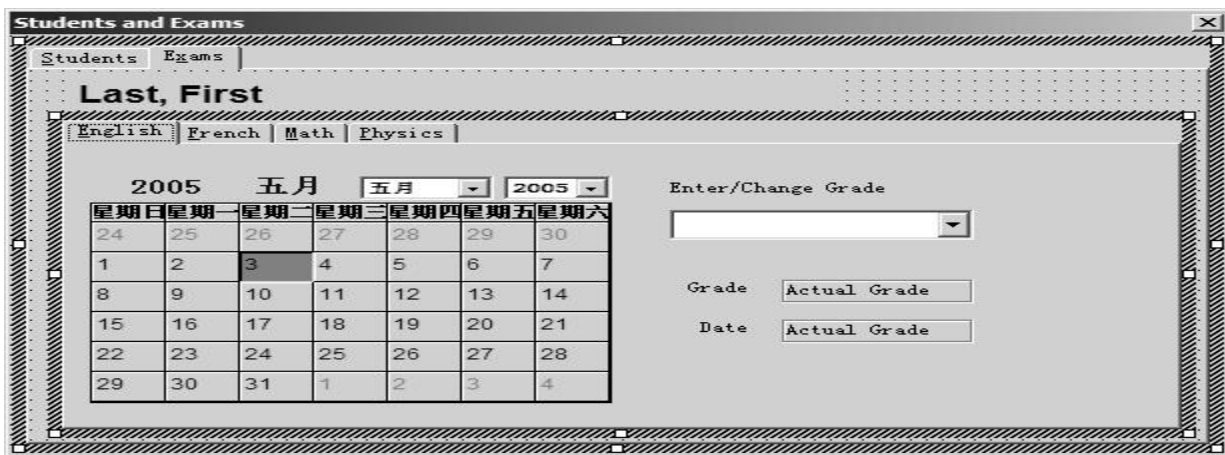 Students and Exams
Students Exams
Last, First
English French Math Physics
2005 五月 五月 2005
星期日 星期一 星期二 星期三 星期四 星期五 星期六
24 25 26 27 28 29 30
1 2 3 4 5 6 7
8 9 10 11 12 13 14
15 16 17 18 19 20 21
22 23 24 25 26 27 28
29 30 31 1 2 3 4
Enter/Change Grade
Grade Actual Grade
Date Actual Grade